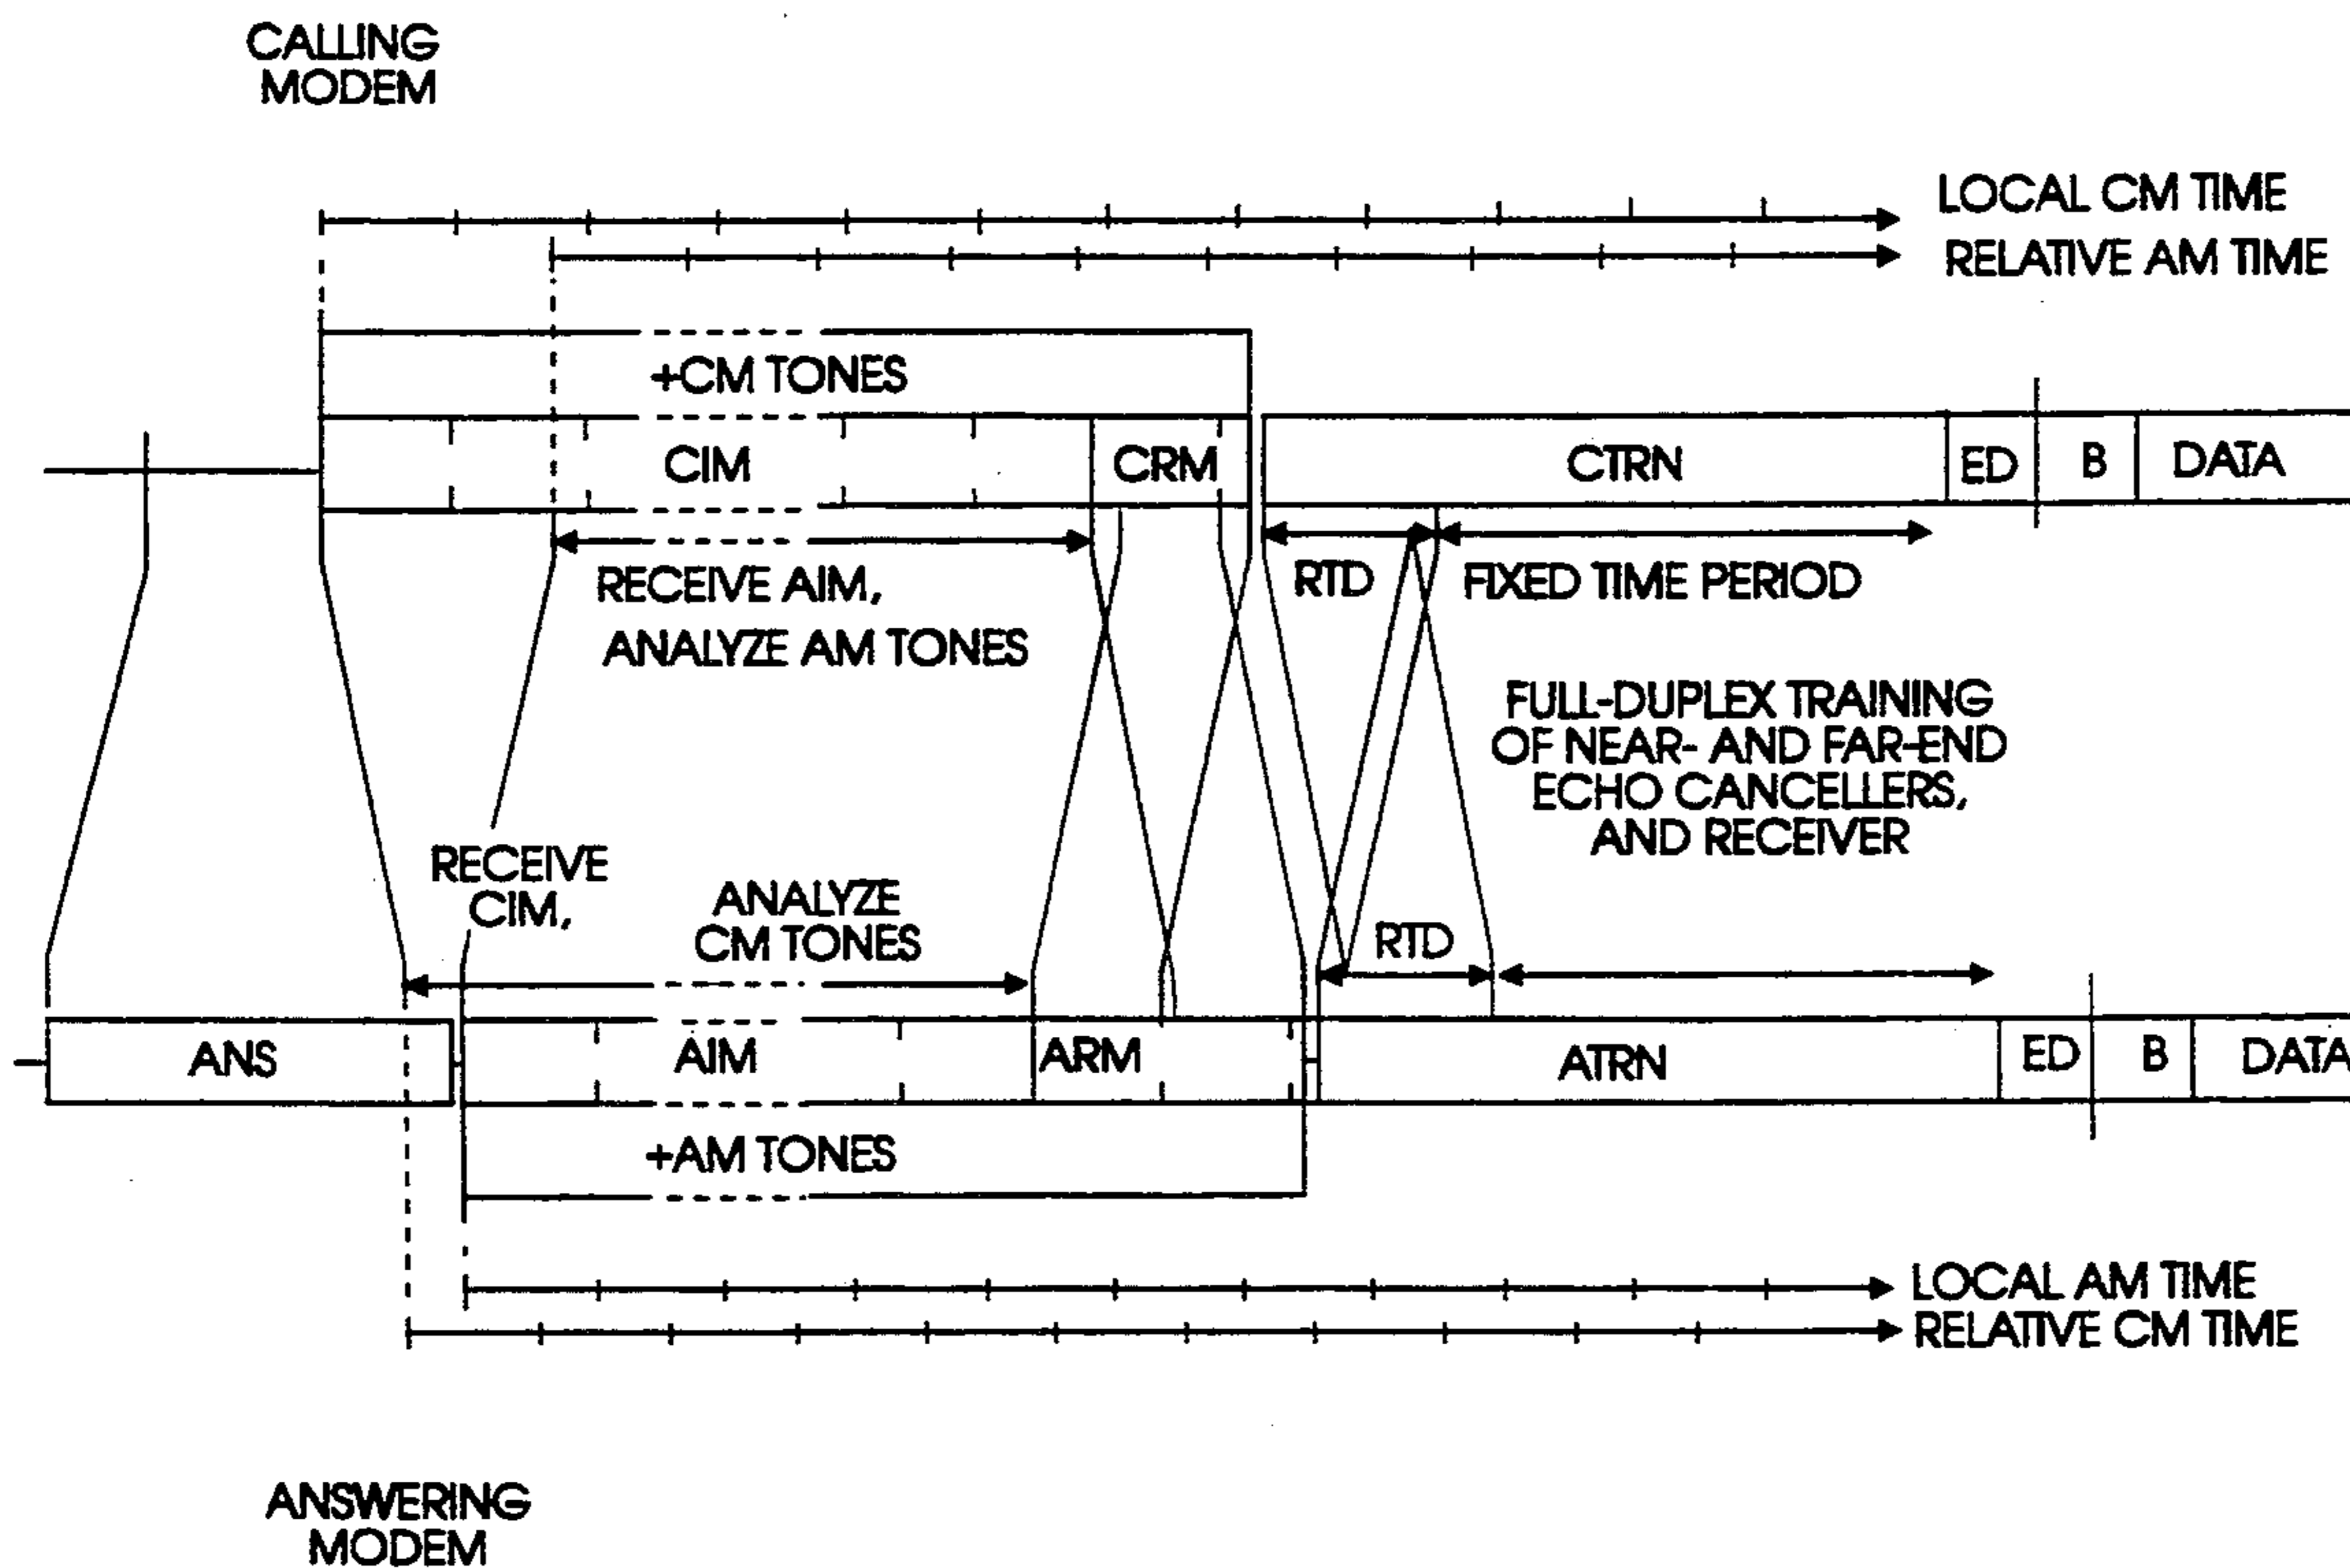 CALLING
MODEM
LOCAL CM TIME
RELATIVE AM TIME
+CM TONES
CIM
CRM
CTRN
ED
B
DATA
RECEIVE AIM,
ANALYZE AM TONES
RTD
FIXED TIME PERIOD
FULL-DUPLEX TRAINING
OF NEAR- AND FAR-END
ECHO CANCELLERS,
AND RECEIVER
RECEIVE
CIM,
ANALYZE
CM TONES
RTD
ANS
AIM
ARM
ATRN
ED
B
DATA
+AM TONES
LOCAL AM TIME
RELATIVE CM TIME
ANSWERING
MODEM